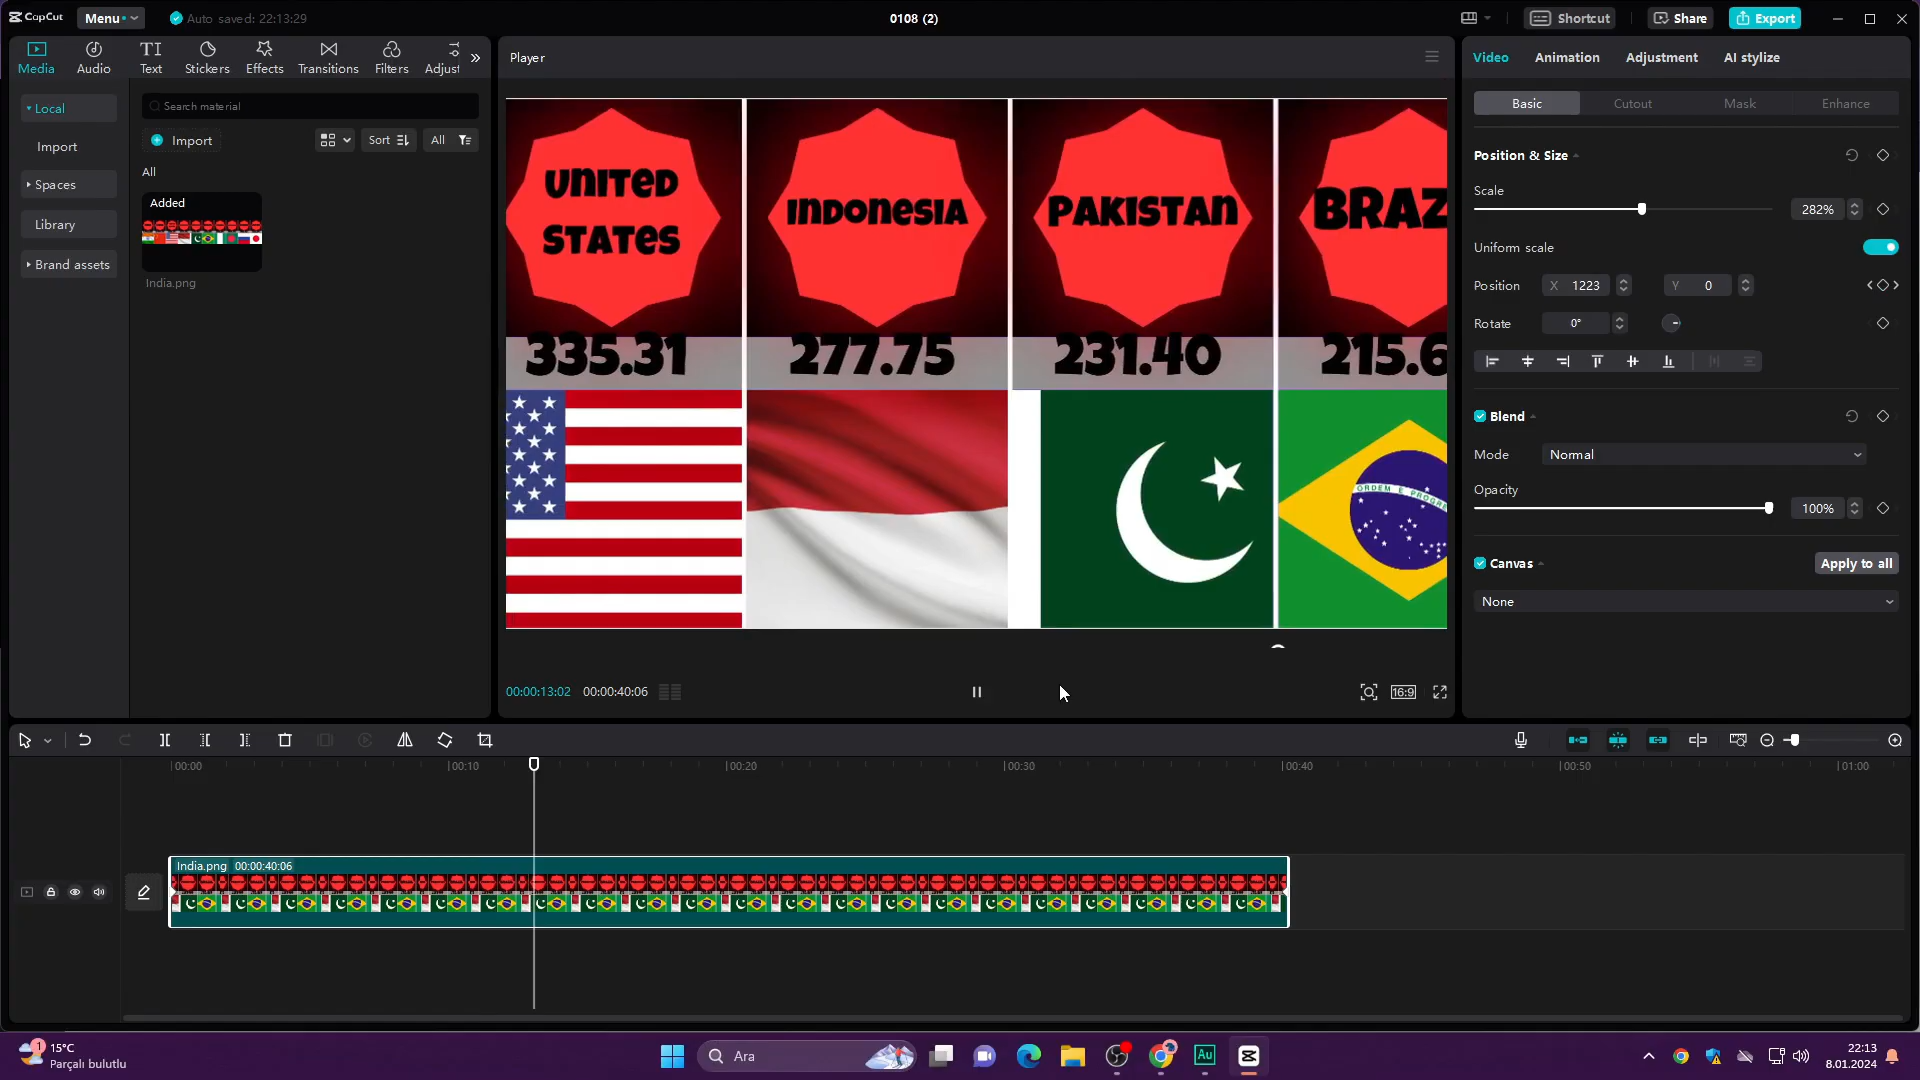 CapCut
Menu
Auto saved: 22:13:29
0108 (2)
Shortcut
Share
Export
Media
Audio
Text
Stickers
Effects
Transitions
Filters
Adjust
Player
Video
Animation
Adjustment
AI stylize
Local
Import
Spaces
Library
Brand assets
Search material
Import
Sort
All
All
Added
India.png
UNITED STATES
INDONESIA
PAKISTAN
BRAZ
335.31
277.75
231.40
215.6
ORDEM E PROGRE
00:00:13:02
00:00:40:06
16:9
Basic
Cutout
Mask
Enhance
Position & Size
Scale
282%
Uniform scale
Position
X 1223
Y 0
Rotate
0°
Blend
Mode
Normal
Opacity
100%
Canvas
Apply to all
None
00:00
00:10
00:20
00:30
00:40
00:50
01:00
India.png 00:00:40:06
1
15°C
Parçalı bulutlu
Ara
Au
22:13
8.01.2024